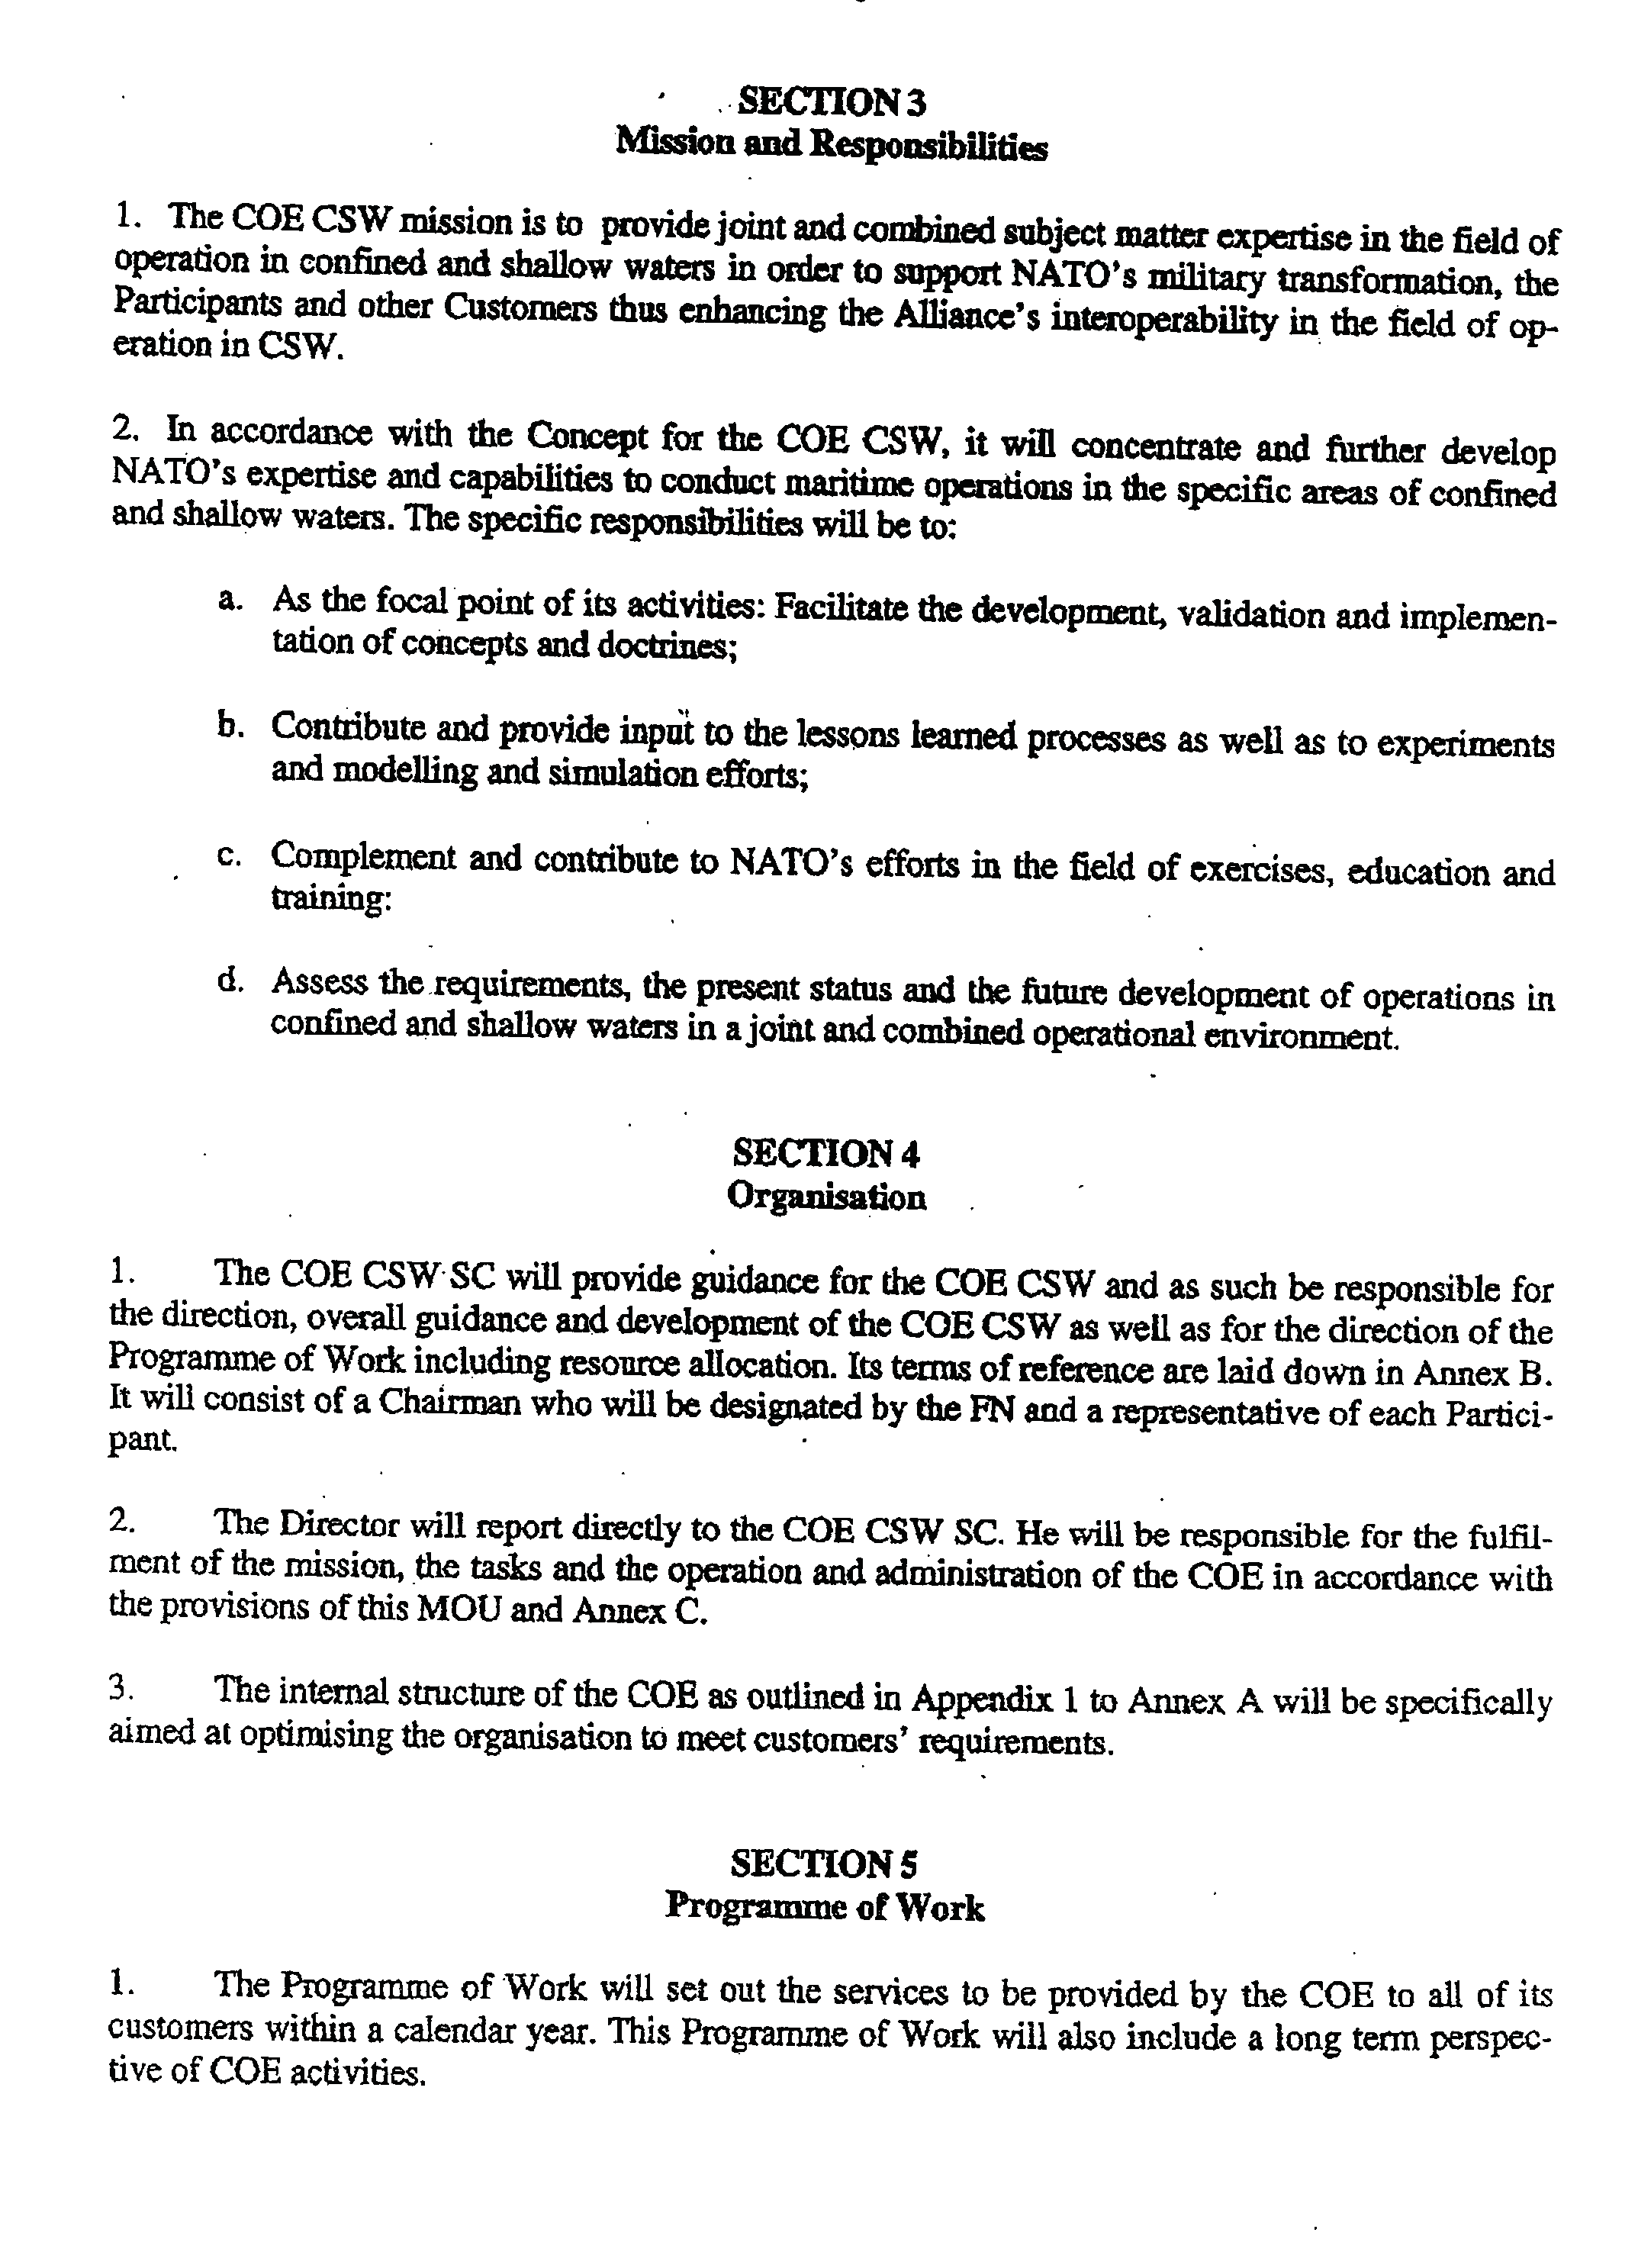 SECTION 3
Mission and Responsibilities
1. The COE CSW mission is to provide joint and combined subject matter expertise in the field of
operation in confined and shallow waters in order to support NATO's military transformation, the
Participants and other Customers thus enhancing the Alliance's interoperability in the field of op-
eration in CSW.
2. In accordance with the Concept for the COE CSW, it will concentrate and further develop
NATO's expertise and capabilities to conduct maritime operations in the specific areas of confined
and shallow waters. The specific responsibilities will be to:
a. As the focal point of its activities: Facilitate the development, validation and implemen-
tation of concepts and doctrines;
b. Contribute and provide input to the lessons learned processes as well as to experiments
and modelling and simulation efforts;
c. Complement and contribute to NATO's efforts in the field of exercises, education and
training:
d. Assess the requirements, the present status and the future development of operations in
confined and shallow waters in a joint and combined operational environment.
SECTION 4
Organisation
1. The COE CSW SC will provide guidance for the COE CSW and as such be responsible for
the direction, overall guidance and development of the COE CSW as well as for the direction of the
Programme of Work including resource allocation. Its terms of reference are laid down in Annex B.
It will consist of a Chairman who will be designated by the FN and a representative of each Partici-
pant.
2. The Director will report directly to the COE CSW SC. He will be responsible for the fulfil-
ment of the mission, the tasks and the operation and administration of the COE in accordance with
the provisions of this MOU and Annex C.
3. The internal structure of the COE as outlined in Appendix 1 to Annex A will be specifically
aimed at optimising the organisation to meet customers' requirements.
SECTION 5
Programme of Work
1. The Programme of Work will set out the services to be provided by the COE to all of its
customers within a calendar year. This Programme of Work will also include a long term perspec-
tive of COE activities.